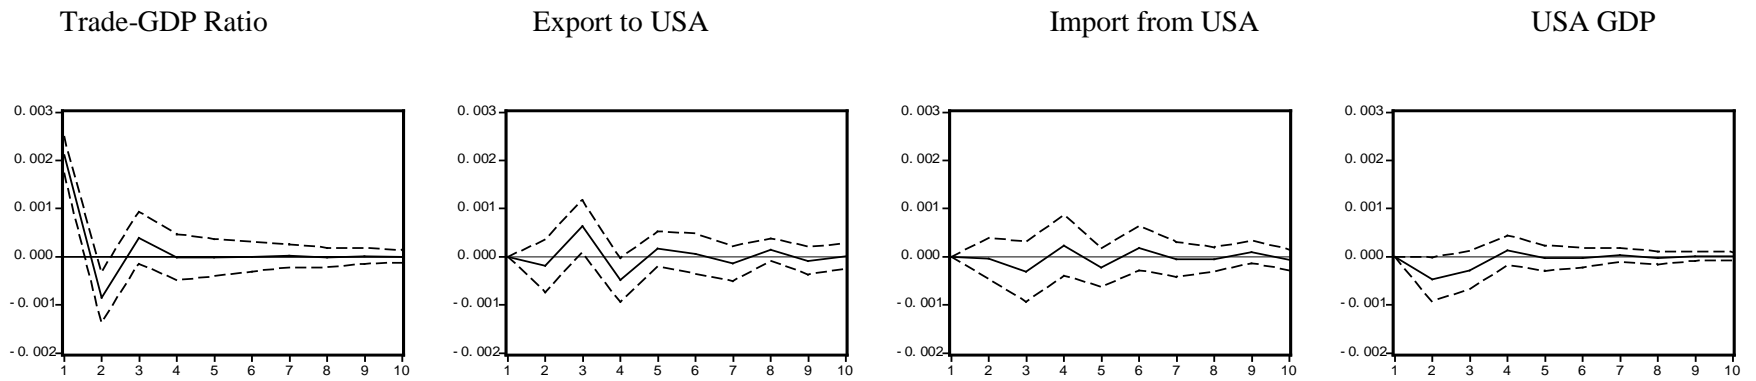 Trade-GDP Ratio Export to USA Import from USA USA GDP
0. 003 0. 003 0. 003 0. 003
0. 002 0. 002 0. 002 0. 002
0. 001 0. 001 0. 001 0. 001
0. 000 0. 000 0. 000 0. 000
- 0. 001 - 0. 001 - 0. 001 - 0. 001
- 0. 002 - 0. 002 - 0. 002 - 0. 002
1 2 3 4 5 6 7 8 9 10 1 2 3 4 5 6 7 8 9 10 1 2 3 4 5 6 7 8 9 10 1 2 3 4 5 6 7 8 9 10